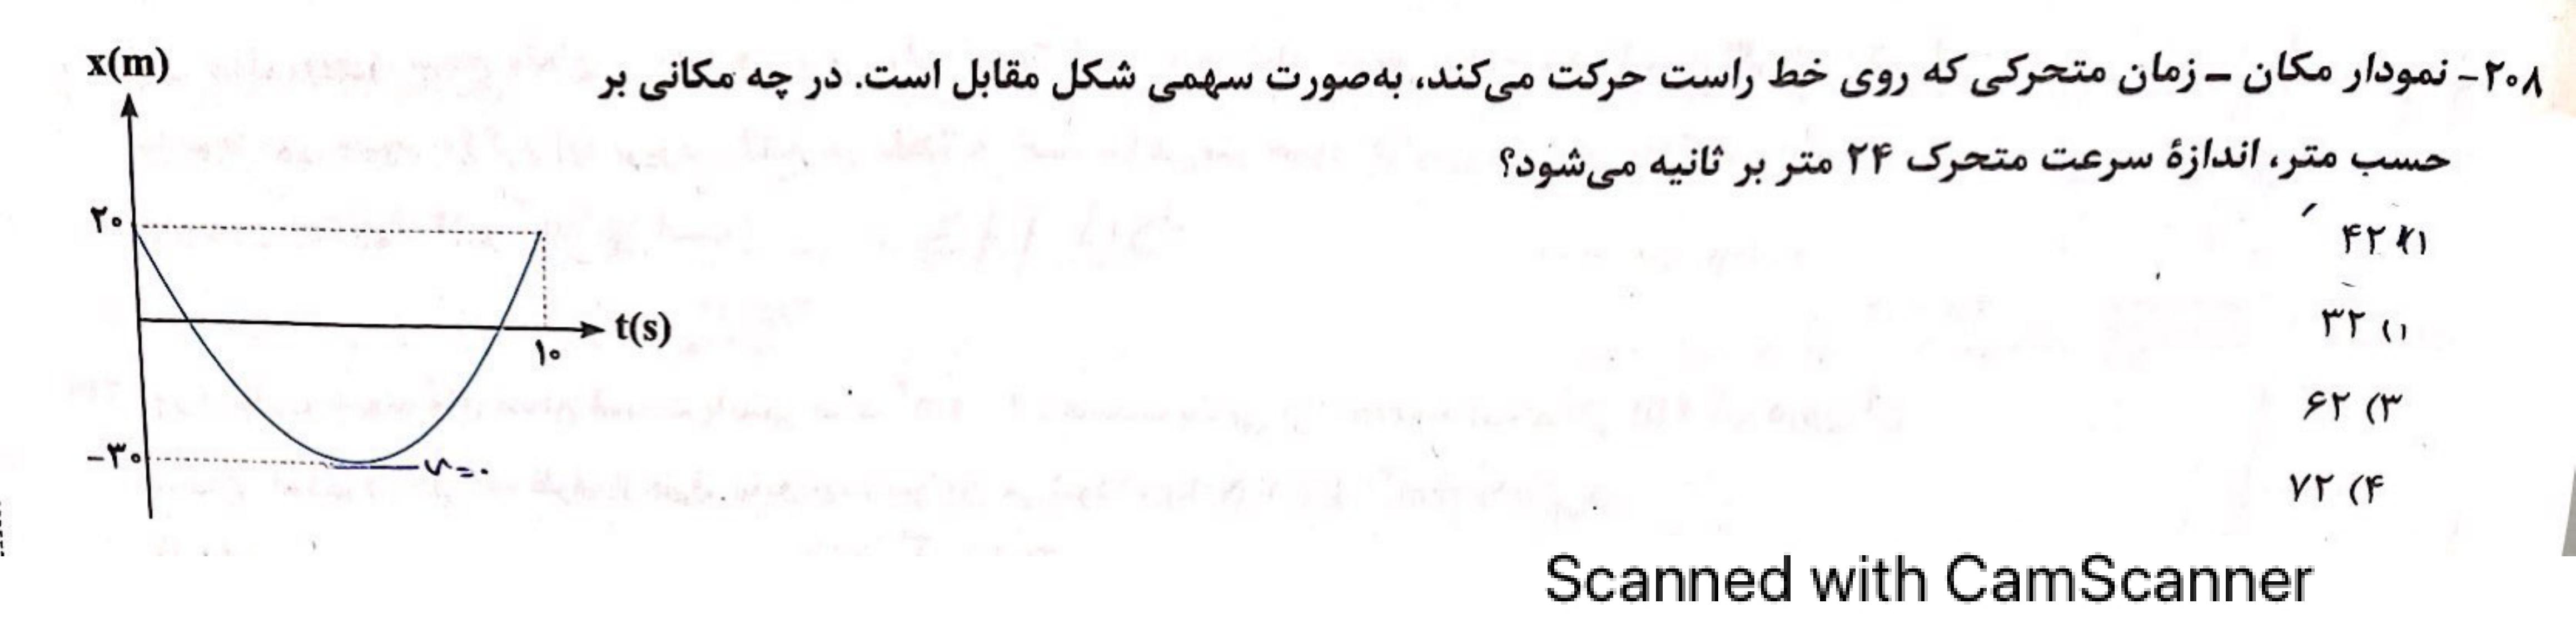 ۲۰۸- نمودار مکان – زمان متحرکی که روی خط راست حرکت می‌کند، به‌صورت سهمی شکل مقابل است. در چه مکانی بر
حسب متر، اندازهٔ سرعت متحرک ۲۴ متر بر ثانیه می‌شود؟
۱) ۴۲
۱) ۳۲
۳) ۶۲
۴) ۷۲
x(m)
۲۰
t(s)
۱۰
-۳۰
v=۰
Scanned with CamScanner